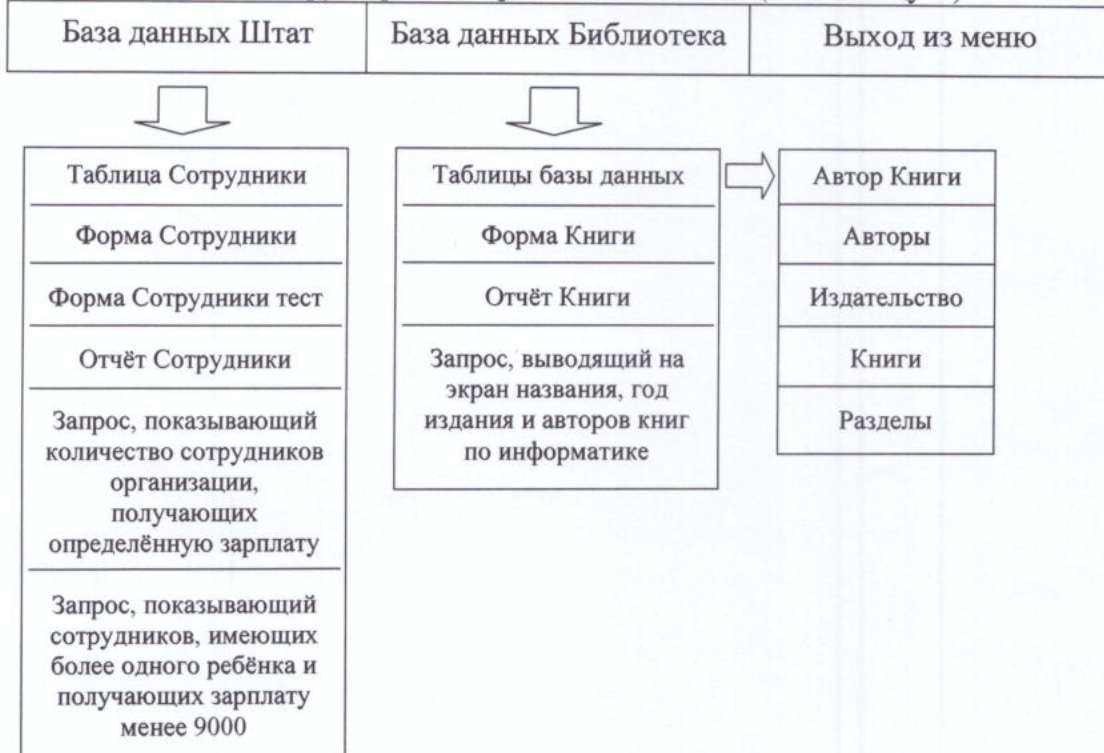 База данных Штат
База данных Библиотека
Выход из меню
Таблица Сотрудники
Форма Сотрудники
Форма Сотрудники тест
Отчёт Сотрудники
Запрос, показывающий
количество сотрудников
организации,
получающих
определённую зарплату
Запрос, показывающий
сотрудников, имеющих
более одного ребёнка и
получающих зарплату
менее 9000
Таблицы базы данных
Форма Книги
Отчёт Книги
Запрос, выводящий на
экран названия, год
издания и авторов книг
по информатике
Автор Книги
Авторы
Издательство
Книги
Разделы